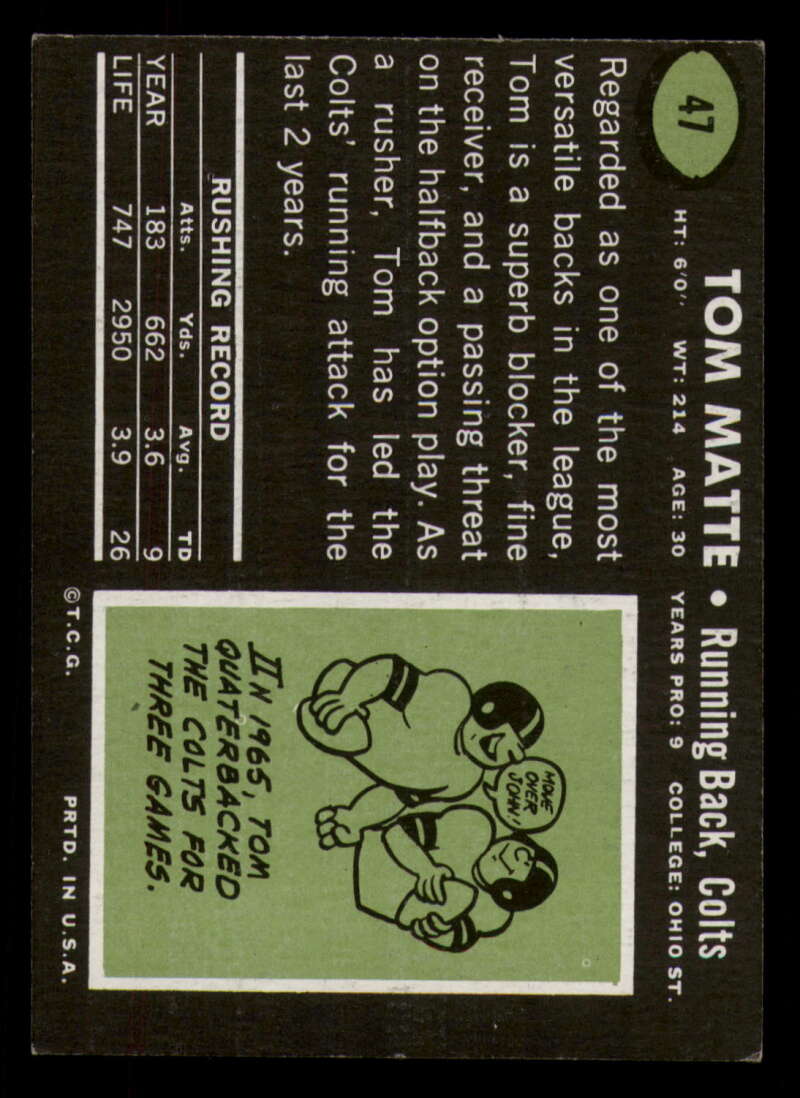 47
TOM MATTE • Running Back, Colts
HT: 6'0" WT: 214 AGE: 30 YEARS PRO: 9 COLLEGE: OHIO ST.
Regarded as one of the most
versatile backs in the league,
Tom is a superb blocker, fine
receiver, and a passing threat
on the halfback option play. As
a rusher, Tom has led the
Colts' running attack for the
last 2 years.
RUSHING RECORD
Atts. Yds. Avg. TD
YEAR 183 662 3.6 9
LIFE 747 2950 3.9 26
MOVE
OVER
JOHN!
IN 1965, TOM
QUATERBACKED
THE COLTS FOR
THREE GAMES.
©T.C.G. PRTD. IN U.S.A.